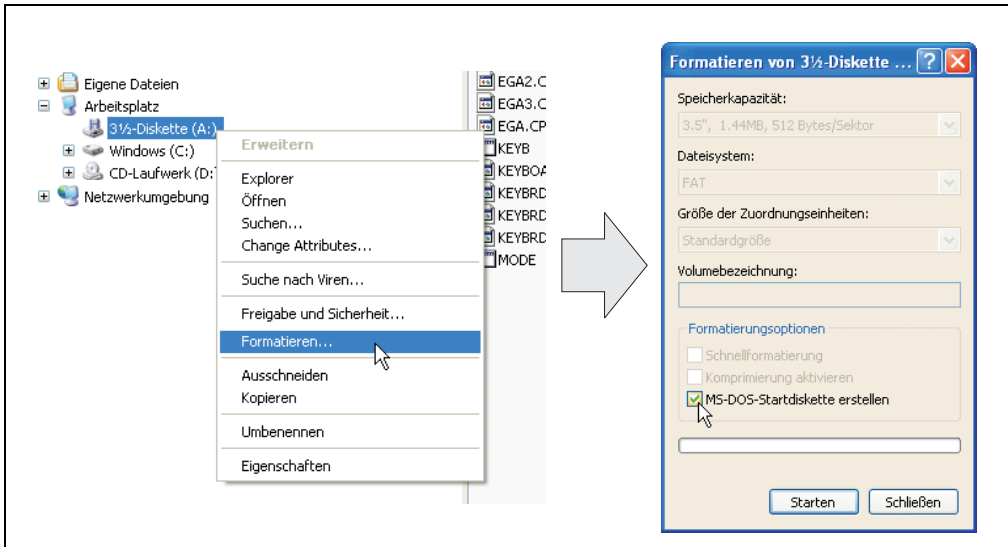 Eigene Dateien
Arbeitsplatz
3½-Diskette (A:)
Windows (C:)
CD-Laufwerk (D:
Netzwerkumgebung
Erweitern
Explorer
Öffnen
Suchen...
Change Attributes...
Suche nach Viren...
Freigabe und Sicherheit...
Formatieren...
Ausschneiden
Kopieren
Umbenennen
Eigenschaften
EGA2.C
EGA3.C
EGA.CP
KEYB
KEYBOA
KEYBRD
KEYBRD
KEYBRD
MODE
Formatieren von 3½-Diskette ...
Speicherkapazität:
3.5", 1.44MB, 512 Bytes/Sektor
Dateisystem:
FAT
Größe der Zuordnungseinheiten:
Standardgröße
Volumebezeichnung:
Formatierungsoptionen
Schnellformatierung
Komprimierung aktivieren
MS-DOS-Startdiskette erstellen
Starten
Schließen